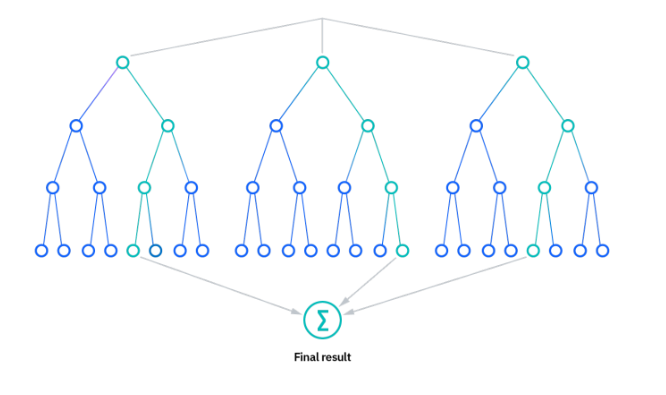 Σ
Final result